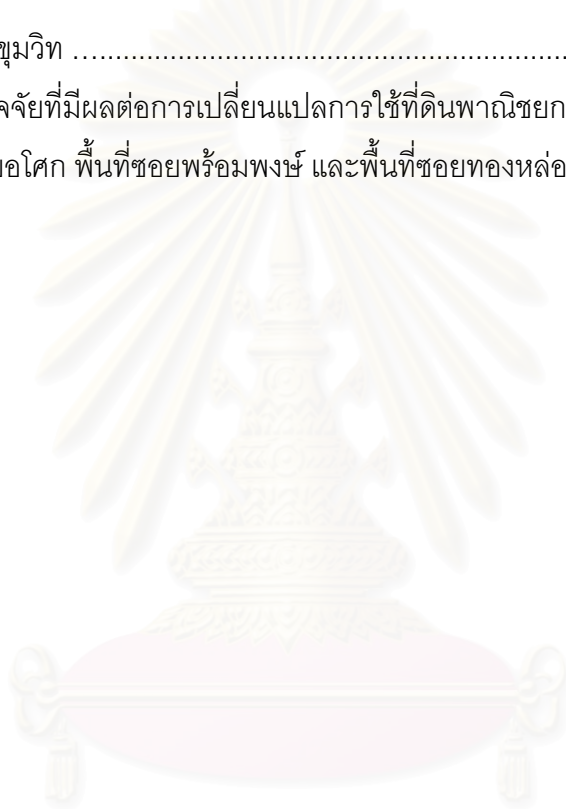 ขุมวิท …...............................................................
จจัยที่มีผลต่อการเปลี่ยนแปลการใช้ที่ดินพาณิชยก
อโศก พื้นที่ซอยพร้อมพงษ์ และพื้นที่ซอยทองหล่อ